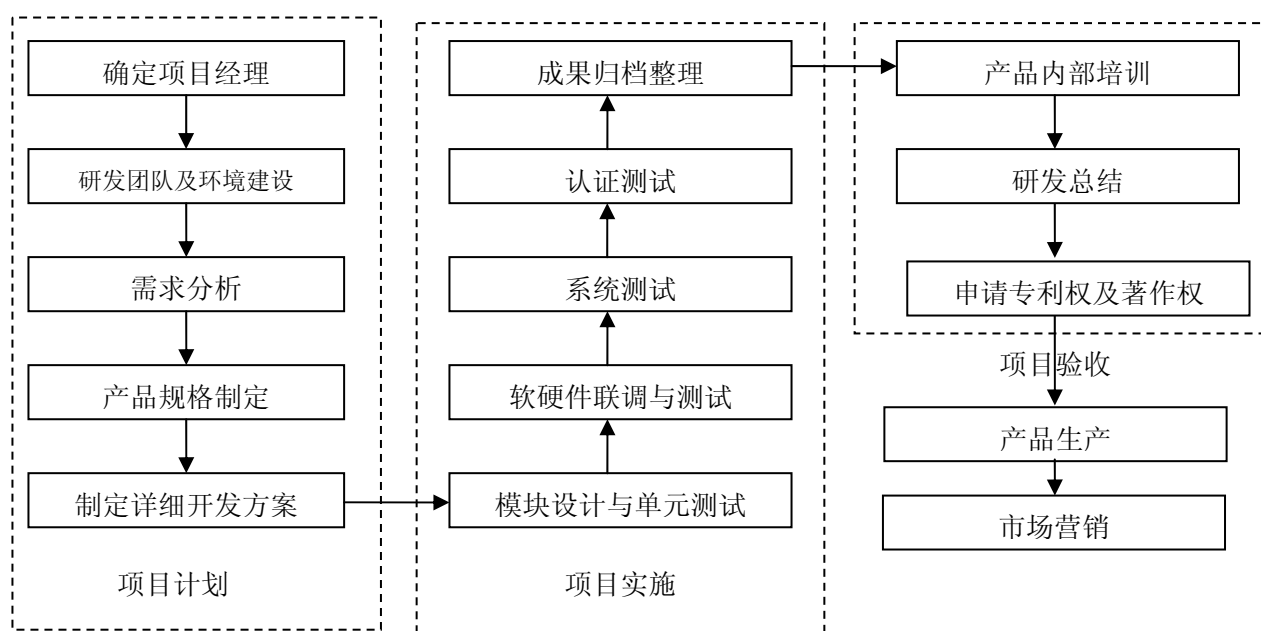 确定项目经理
研发团队及环境建设
需求分析
产品规格制定
制定详细开发方案
项目计划
成果归档整理
认证测试
系统测试
软硬件联调与测试
模块设计与单元测试
项目实施
产品内部培训
研发总结
申请专利权及著作权
项目验收
产品生产
市场营销